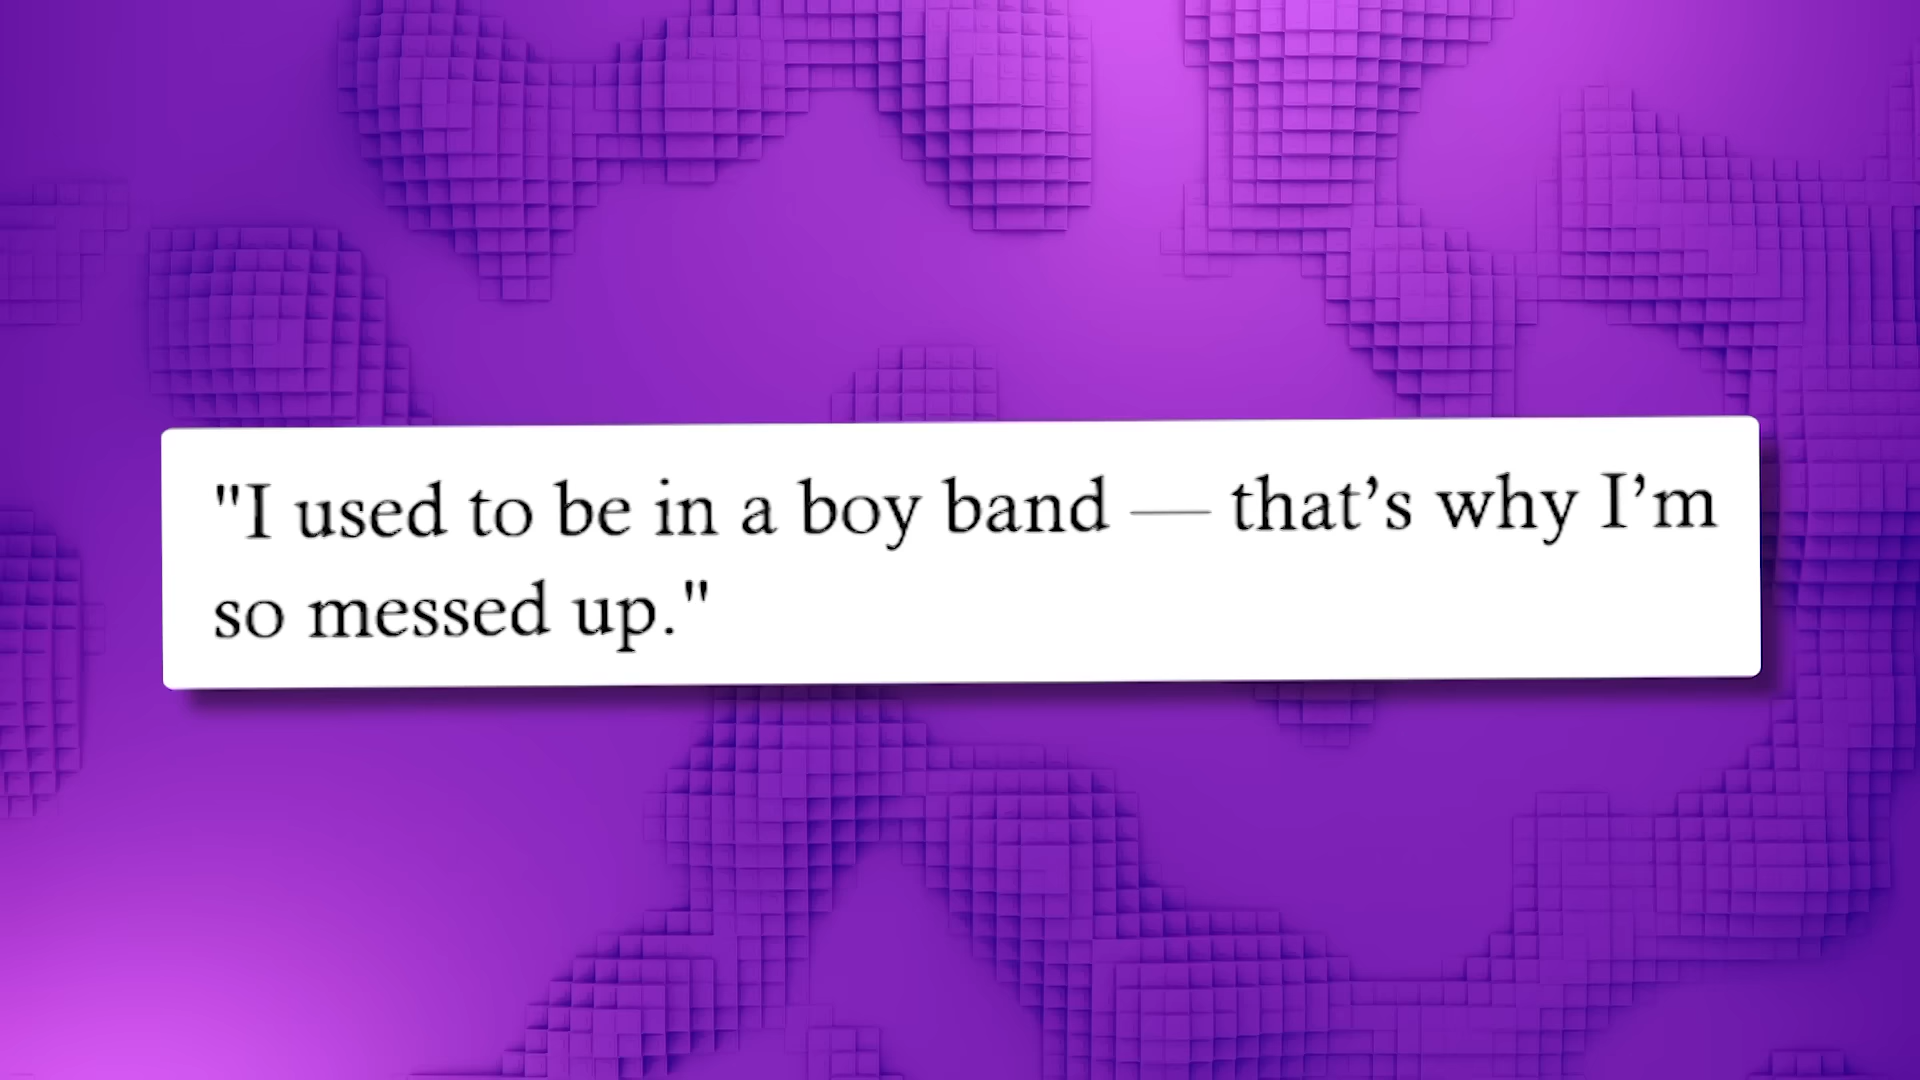 "I used to be in a boy band — that’s why I’m
so messed up."